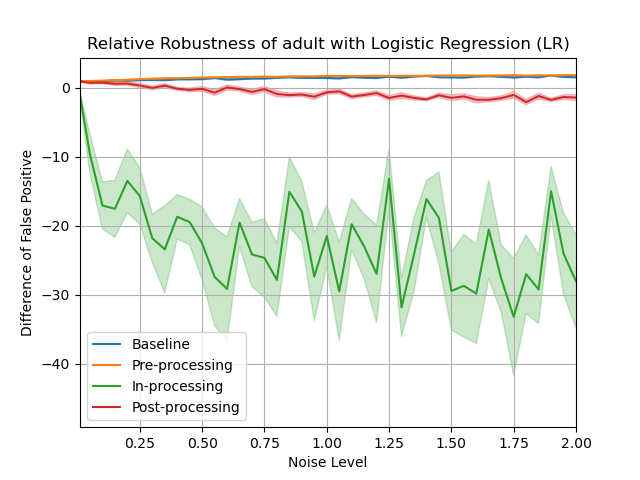 Relative Robustness of adult with Logistic Regression (LR)
Difference of False Positive
0
−10
−20
−30
−40
Baseline
Pre-processing
In-processing
Post-processing
0.25 0.50 0.75 1.00 1.25 1.50 1.75 2.00
Noise Level